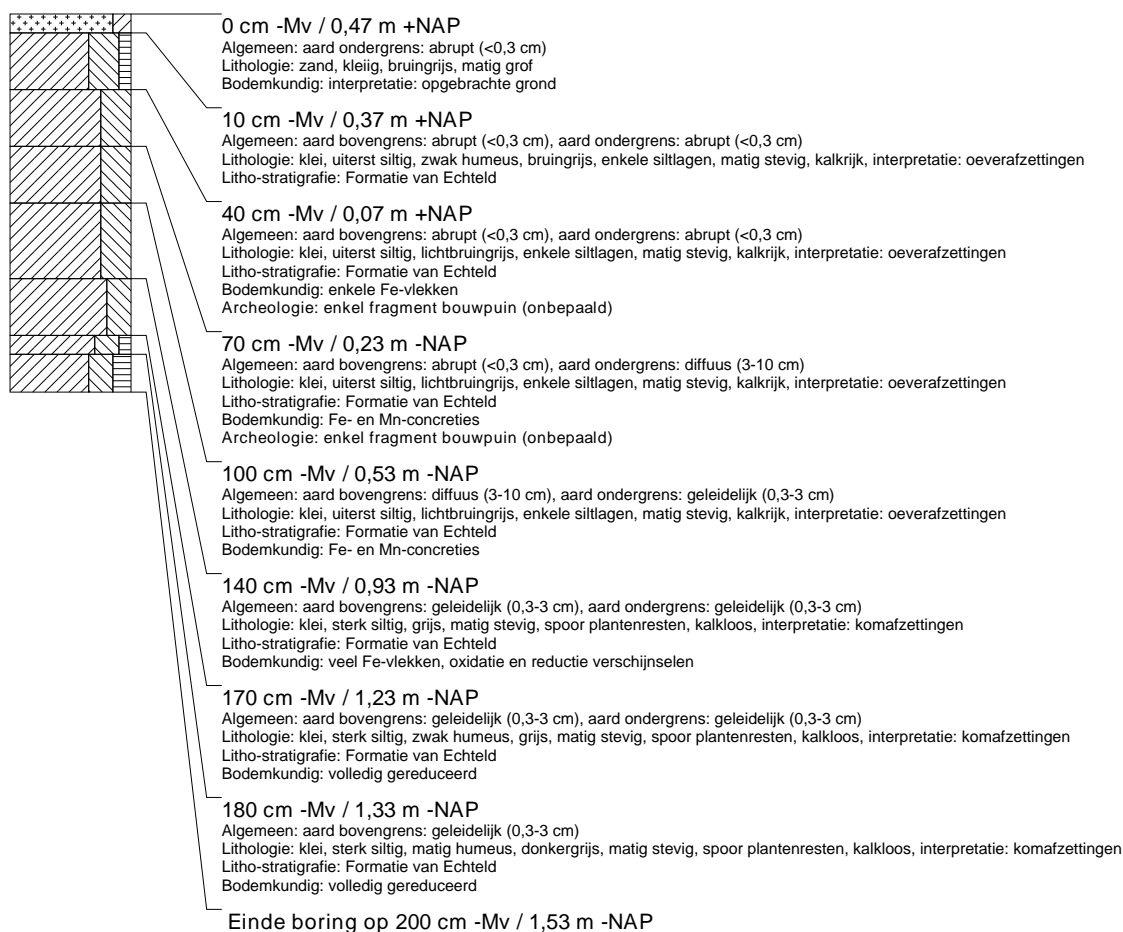 0 cm -Mv / 0,47 m +NAP
Algemeen: aard ondergrens: abrupt (<0,3 cm)
Lithologie: zand, kleiig, bruingrijs, matig grof
Bodemkundig: interpretatie: opgebrachte grond
10 cm -Mv / 0,37 m +NAP
Algemeen: aard bovengrens: abrupt (<0,3 cm), aard ondergrens: abrupt (<0,3 cm)
Lithologie: klei, uiterst siltig, zwak humeus, bruingrijs, enkele siltlagen, matig stevig, kalkrijk, interpretatie: oeverafzettingen
Litho-stratigrafie: Formatie van Echteld
40 cm -Mv / 0,07 m +NAP
Algemeen: aard bovengrens: abrupt (<0,3 cm), aard ondergrens: abrupt (<0,3 cm)
Lithologie: klei, uiterst siltig, lichtbruingrijs, enkele siltlagen, matig stevig, kalkrijk, interpretatie: oeverafzettingen
Litho-stratigrafie: Formatie van Echteld
Bodemkundig: enkele Fe-vlekken
Archeologie: enkel fragment bouwpuin (onbepaald)
70 cm -Mv / 0,23 m -NAP
Algemeen: aard bovengrens: abrupt (<0,3 cm), aard ondergrens: diffuus (3-10 cm)
Lithologie: klei, uiterst siltig, lichtbruingrijs, enkele siltlagen, matig stevig, kalkrijk, interpretatie: oeverafzettingen
Litho-stratigrafie: Formatie van Echteld
Bodemkundig: Fe- en Mn-concreties
Archeologie: enkel fragment bouwpuin (onbepaald)
100 cm -Mv / 0,53 m -NAP
Algemeen: aard bovengrens: diffuus (3-10 cm), aard ondergrens: geleidelijk (0,3-3 cm)
Lithologie: klei, uiterst siltig, lichtbruingrijs, enkele siltlagen, matig stevig, kalkrijk, interpretatie: oeverafzettingen
Litho-stratigrafie: Formatie van Echteld
Bodemkundig: Fe- en Mn-concreties
140 cm -Mv / 0,93 m -NAP
Algemeen: aard bovengrens: geleidelijk (0,3-3 cm), aard ondergrens: geleidelijk (0,3-3 cm)
Lithologie: klei, sterk siltig, grijs, matig stevig, spoor plantenresten, kalkloos, interpretatie: komafzettingen
Litho-stratigrafie: Formatie van Echteld
Bodemkundig: veel Fe-vlekken, oxidatie en reductie verschijnselen
170 cm -Mv / 1,23 m -NAP
Algemeen: aard bovengrens: geleidelijk (0,3-3 cm), aard ondergrens: geleidelijk (0,3-3 cm)
Lithologie: klei, sterk siltig, zwak humeus, grijs, matig stevig, spoor plantenresten, kalkloos, interpretatie: komafzettingen
Litho-stratigrafie: Formatie van Echteld
Bodemkundig: volledig gereduceerd
180 cm -Mv / 1,33 m -NAP
Algemeen: aard bovengrens: geleidelijk (0,3-3 cm)
Lithologie: klei, sterk siltig, matig humeus, donkergrijs, matig stevig, spoor plantenresten, kalkloos, interpretatie: komafzettingen
Litho-stratigrafie: Formatie van Echteld
Bodemkundig: volledig gereduceerd
Einde boring op 200 cm -Mv / 1,53 m -NAP